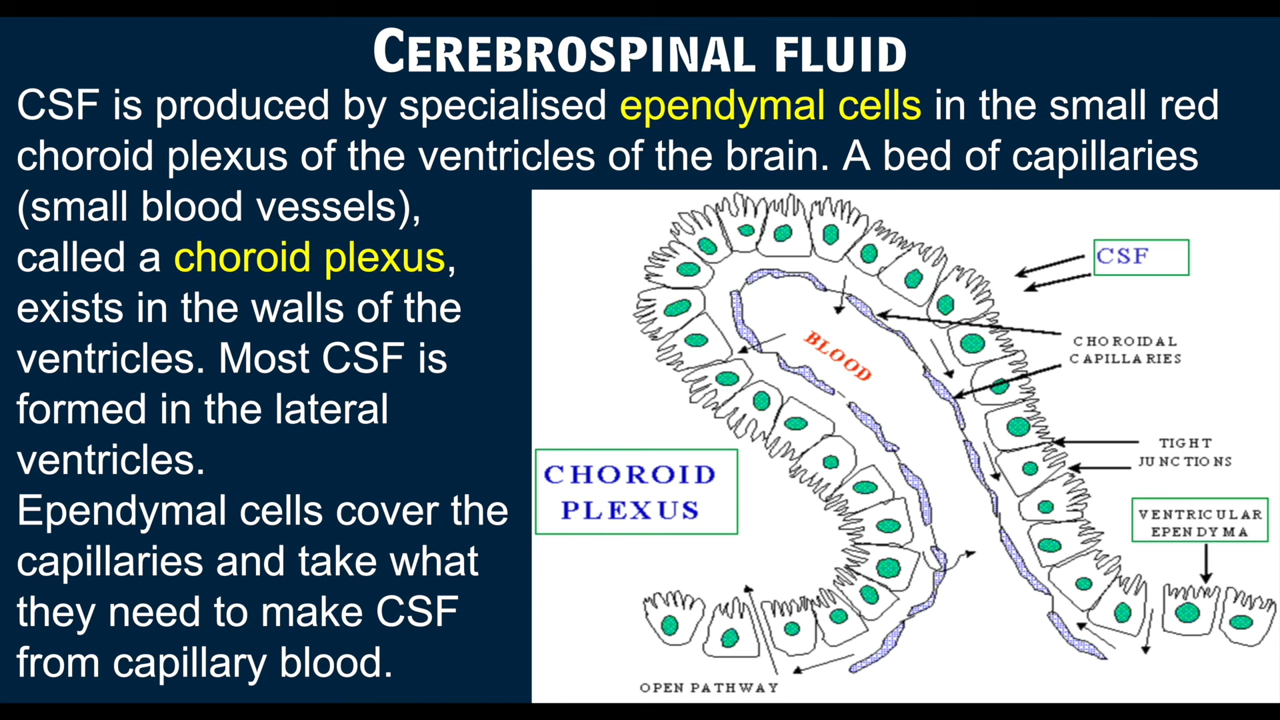 CEREBROSPINAL FLUID
CSF is produced by specialised ependymal cells in the small red
choroid plexus of the ventricles of the brain. A bed of capillaries
(small blood vessels),
called a choroid plexus,
exists in the walls of the
ventricles. Most CSF is
formed in the lateral
ventricles.
Ependymal cells cover the
capillaries and take what
they need to make CSF
from capillary blood.
CSF
CHOROIDAL
CAPILLARIES
BLOOD
TIGHT
JUNCTIONS
CHOROID
PLEXUS
VENTRICULAR
EPENDYMA
OPEN PATHWAY